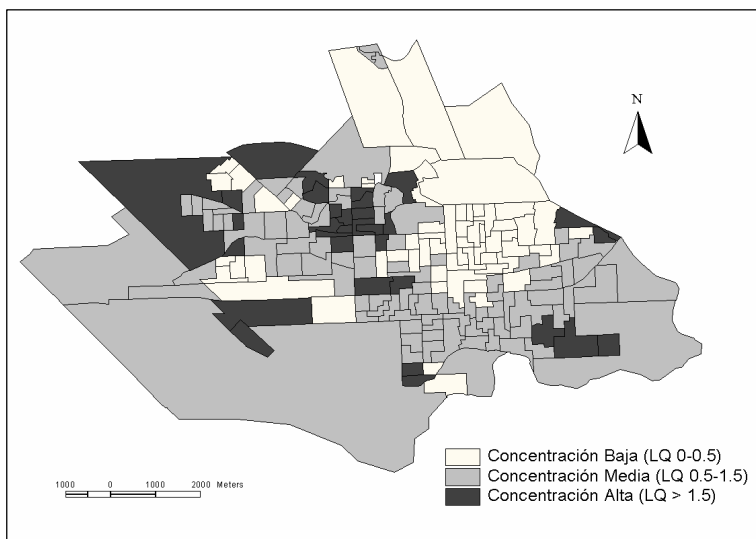 N
Concentración Baja (LQ 0-0.5)
Concentración Media (LQ 0.5-1.5)
Concentración Alta (LQ > 1.5)
1000 0 1000 2000 Meters